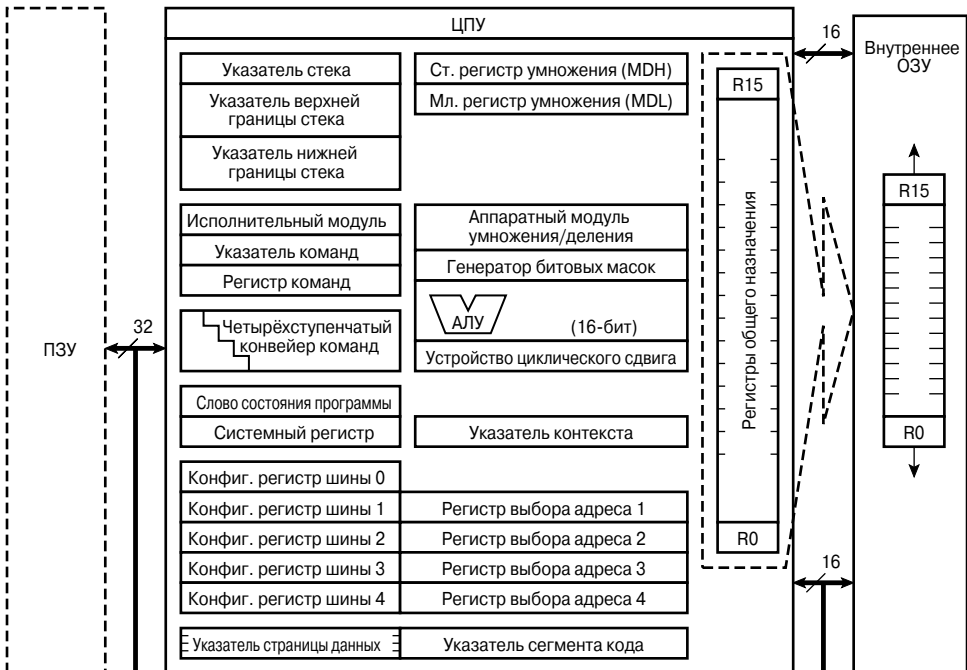 ЦПУ
ПЗУ
32
Указатель стека
Указатель верхней
границы стека
Указатель нижней
границы стека
Ст. регистр умножения (MDH)
Мл. регистр умножения (MDL)
Исполнительный модуль
Указатель команд
Регистр команд
Аппаратный модуль
умножения/деления
Генератор битовых масок
АЛУ
(16-бит)
Устройство циклического сдвига
Четырёхступенчатый
конвейер команд
Слово состояния программы
Системный регистр
Указатель контекста
Конфиг. регистр шины 0
Конфиг. регистр шины 1
Регистр выбора адреса 1
Конфиг. регистр шины 2
Регистр выбора адреса 2
Конфиг. регистр шины 3
Регистр выбора адреса 3
Конфиг. регистр шины 4
Регистр выбора адреса 4
Указатель страницы данных
Указатель сегмента кода
R15
Регистры общего назначения
R0
16
16
Внутреннее
ОЗУ
R15
R0